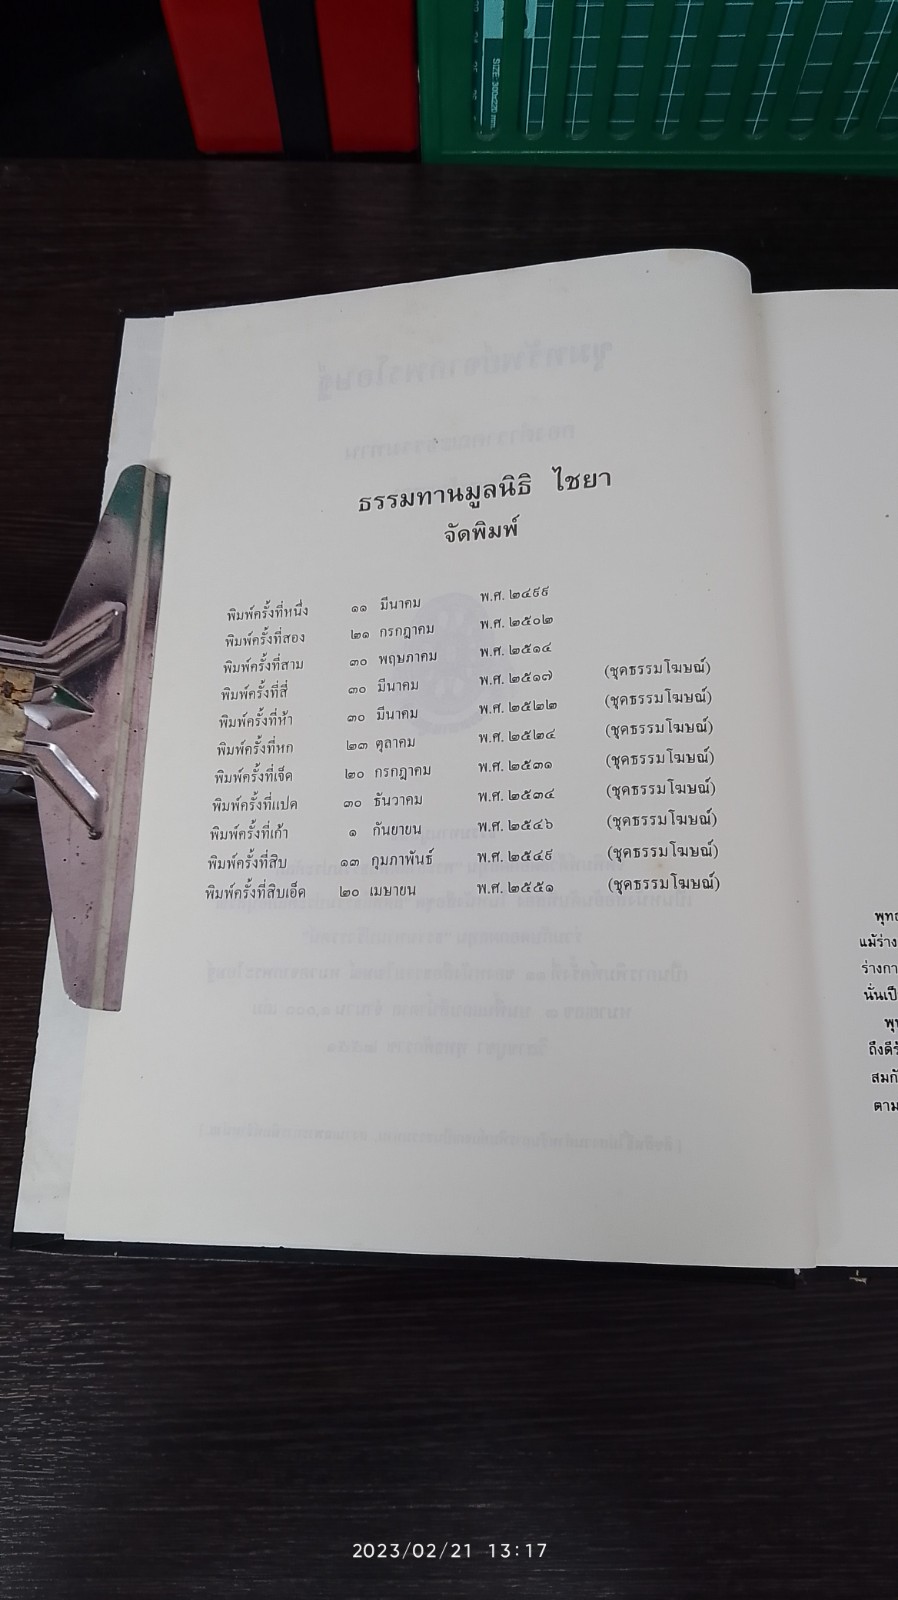 SIZE: 300x220 mm.
ธรรมทานมูลนิธิ ไชยา
จัดพิมพ์
พิมพ์ครั้งที่หนึ่ง ๑๑ มีนาคม พ.ศ. ๒๔๙๙
พิมพ์ครั้งที่สอง ๒๑ กรกฎาคม พ.ศ. ๒๕๐๒
พิมพ์ครั้งที่สาม ๓๐ พฤษภาคม พ.ศ. ๒๕๑๔
พิมพ์ครั้งที่สี่ ๓๐ มีนาคม พ.ศ. ๒๕๑๗ (ชุดธรรมโฆษณ์)
พิมพ์ครั้งที่ห้า ๓๐ มีนาคม พ.ศ. ๒๕๒๒ (ชุดธรรมโฆษณ์)
พิมพ์ครั้งที่หก ๒๓ ตุลาคม พ.ศ. ๒๕๒๔ (ชุดธรรมโฆษณ์)
พิมพ์ครั้งที่เจ็ด ๒๐ กรกฎาคม พ.ศ. ๒๕๓๑ (ชุดธรรมโฆษณ์)
พิมพ์ครั้งที่แปด ๓๐ ธันวาคม พ.ศ. ๒๕๓๔ (ชุดธรรมโฆษณ์)
พิมพ์ครั้งที่เก้า ๑ กันยายน พ.ศ. ๒๕๔๖ (ชุดธรรมโฆษณ์)
พิมพ์ครั้งที่สิบ ๑๓ กุมภาพันธ์ พ.ศ. ๒๕๔๙ (ชุดธรรมโฆษณ์)
พิมพ์ครั้งที่สิบเอ็ด ๒๐ เมษายน พ.ศ. ๒๕๕๑ (ชุดธรรมโฆษณ์)
แม้ร่าง
นั่นเป็
ตาม
2023/02/21 13:17